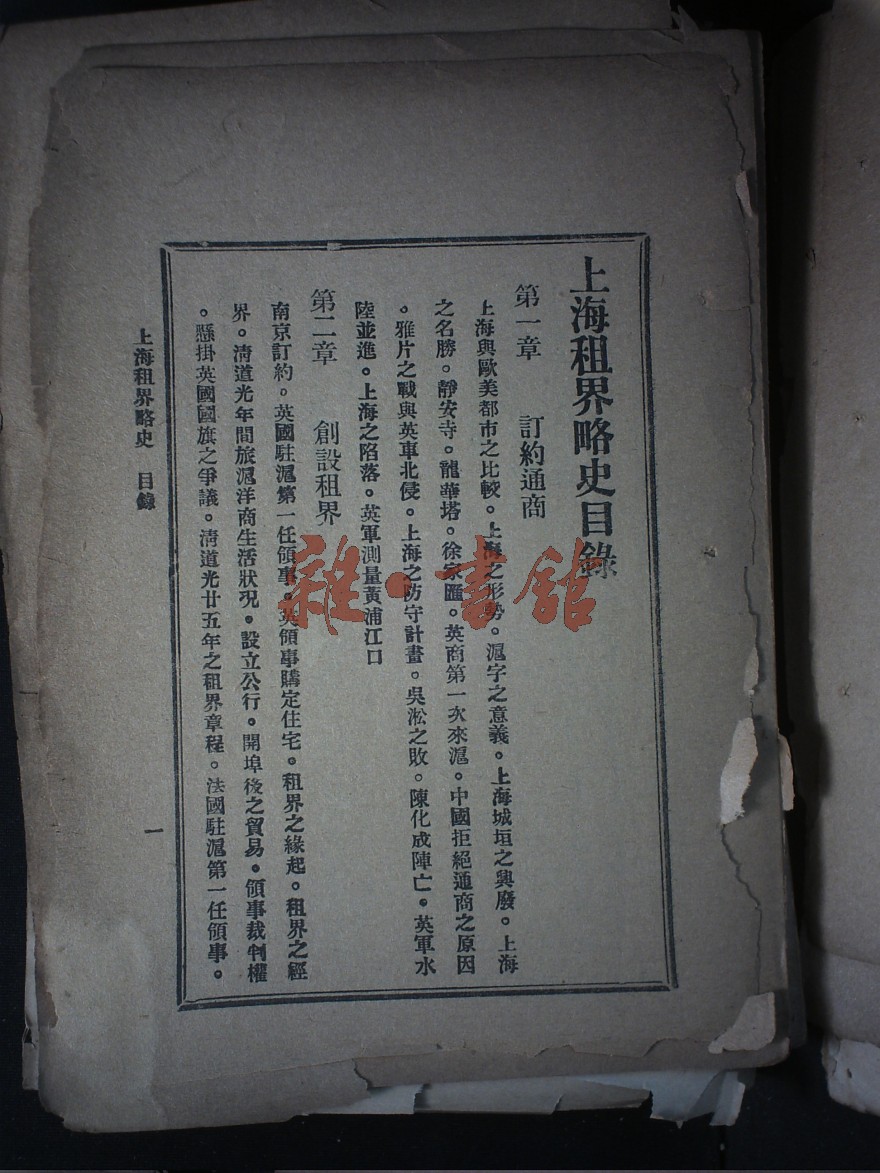 上海租界略史目錄
第一章 訂約通商
上海與歐美都市之比較。上海之形勢。滬字之意義。上海城垣之興廢。上海
之名勝。靜安寺。龍華塔。徐家匯。英商第一次來滬。中國拒絕通商之原因
。雅片之戰與英車北侵。上海之防守計畫。吳淞之敗。陳化成陣亡。英軍水
陸並進。上海之陷落。英軍測量黃浦江口
第二章 創設租界
南京訂約。英國駐滬第一任領事。英領事購定住宅。租界之緣起。租界之經
界。清道光年間旅滬洋商生活狀況。設立公行。開埠後之貿易。領事裁判權
。懸掛英國國旗之爭議。清道光廿五年之租界章程。法國駐滬第一任領事。
上海租界略史 目錄
一
雜·書館